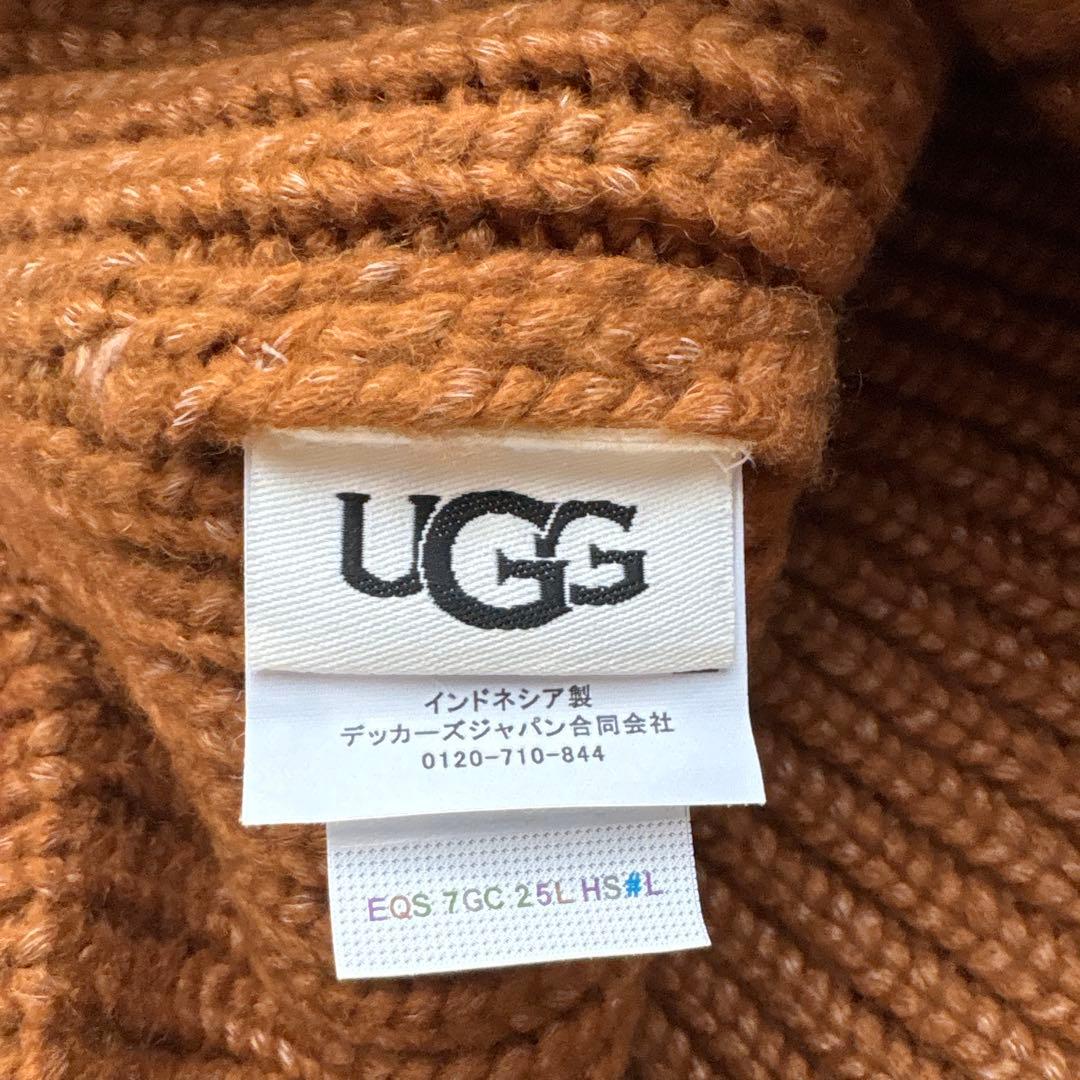 UGG
インドネシア製
デッカーズジャパン合同会社
0120-710-844
EQS 7GC 25L HS#L